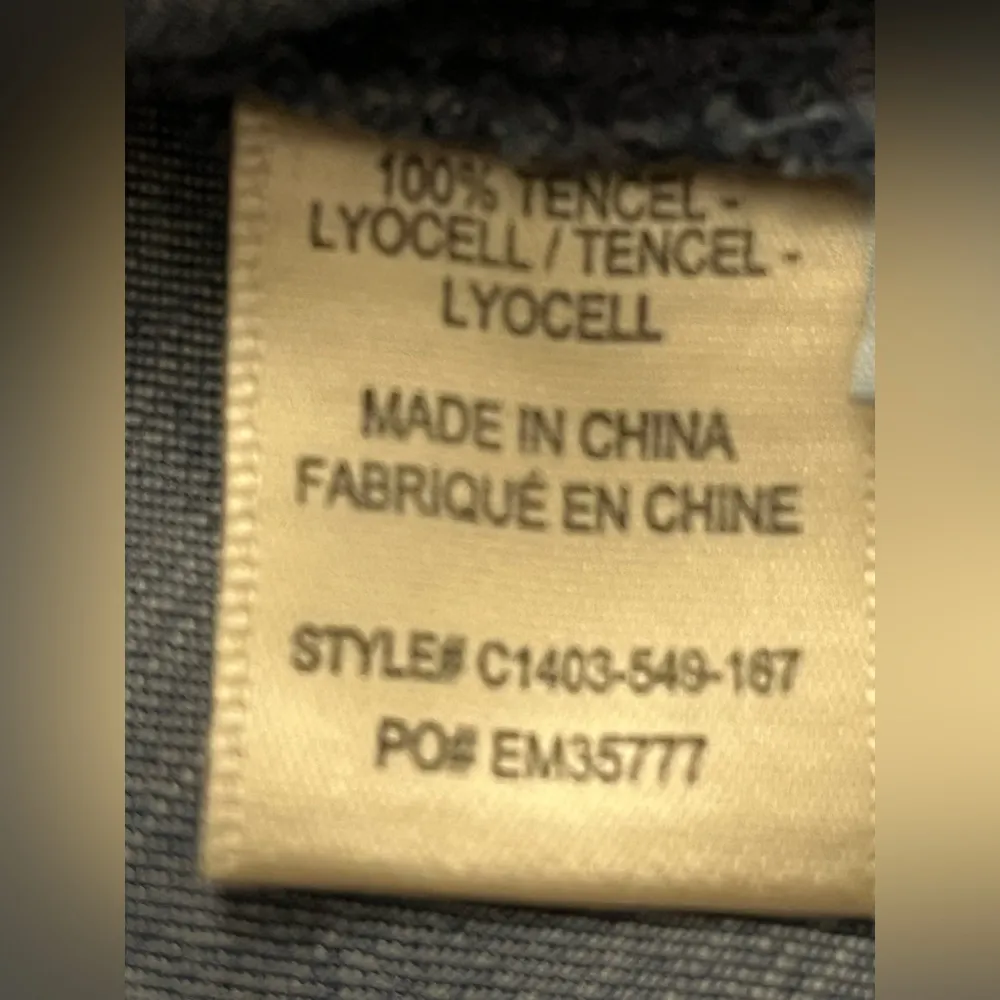 100% TENCEL -
LYOCELL / TENCEL -
LYOCELL
MADE IN CHINA
FABRIQUÉ EN CHINE
STYLE# C1403-549-167
PO# EM35777